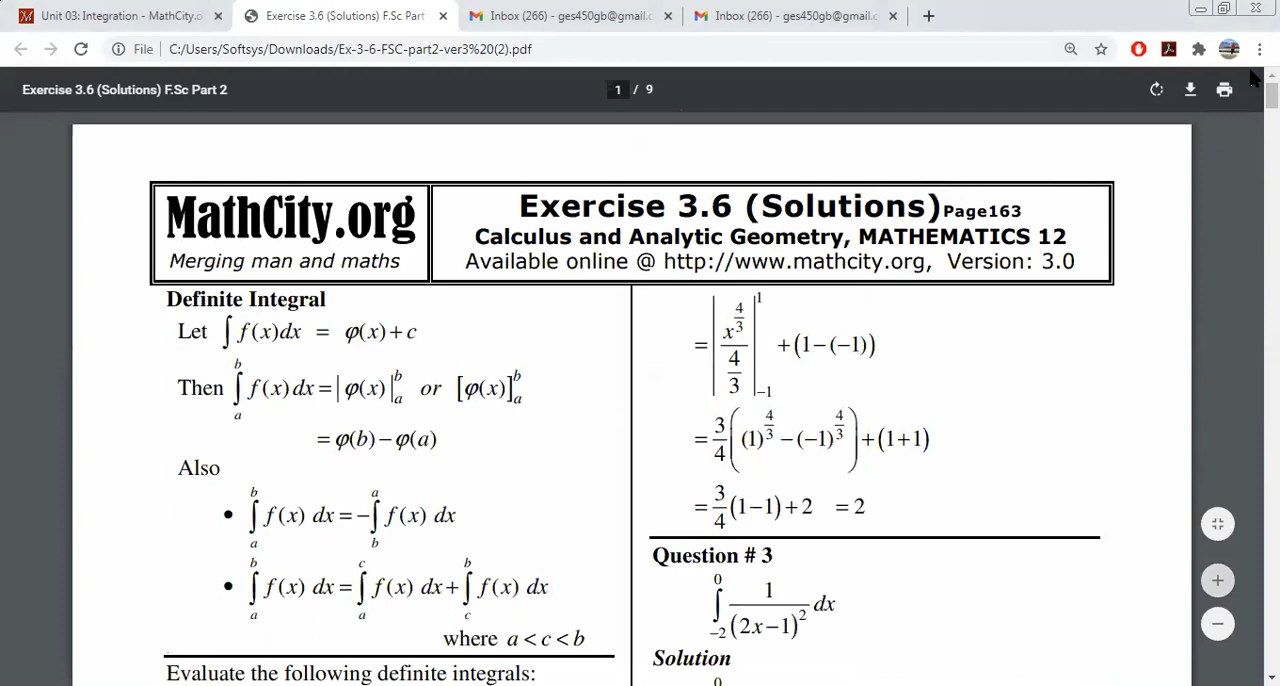 Unit 03: Integration - MathCity.o
Exercise 3.6 (Solutions) F.Sc Part
Inbox (266) - ges450gb@gmail.c
Inbox (266) - ges450gb@gmail.c
File | C:/Users/Softsys/Downloads/Ex-3-6-FSC-part2-ver3%20(2).pdf
Exercise 3.6 (Solutions) F.Sc Part 2
1 / 9
MathCity.org
Merging man and maths
Exercise 3.6 (Solutions) Page163
Calculus and Analytic Geometry, MATHEMATICS 12
Available online @ http://www.mathcity.org, Version: 3.0
Definite Integral
Let ∫ f(x)dx = φ(x)+c
Then ∫_a^b f(x) dx = |φ(x)|_a^b or [φ(x)]_a^b
= φ(b)−φ(a)
Also
• ∫_a^b f(x) dx = −∫_b^a f(x) dx
• ∫_a^b f(x) dx = ∫_a^c f(x) dx + ∫_c^b f(x) dx
where a < c < b
Evaluate the following definite integrals:
= |x^(4/3) / (4/3)|_−1^1 + (1−(−1))
= 3/4 ((1)^(4/3) − (−1)^(4/3)) + (1+1)
= 3/4 (1−1) + 2 = 2
Question # 3
∫_−2^0 1/(2x−1)^2 dx
Solution
0